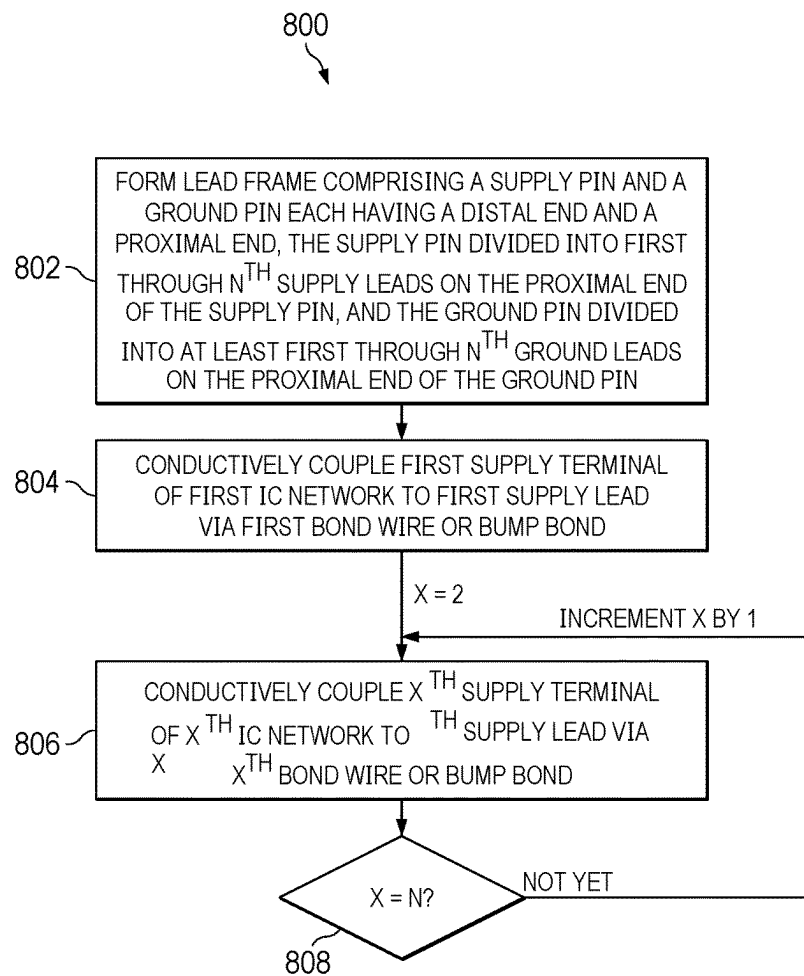 800
802
FORM LEAD FRAME COMPRISING A SUPPLY PIN AND A
GROUND PIN EACH HAVING A DISTAL END AND A
PROXIMAL END, THE SUPPLY PIN DIVIDED INTO FIRST
THROUGH N^TH SUPPLY LEADS ON THE PROXIMAL END
OF THE SUPPLY PIN, AND THE GROUND PIN DIVIDED
INTO AT LEAST FIRST THROUGH N^TH GROUND LEADS
ON THE PROXIMAL END OF THE GROUND PIN
804
CONDUCTIVELY COUPLE FIRST SUPPLY TERMINAL
OF FIRST IC NETWORK TO FIRST SUPPLY LEAD
VIA FIRST BOND WIRE OR BUMP BOND
X = 2
INCREMENT X BY 1
806
CONDUCTIVELY COUPLE X^TH SUPPLY TERMINAL
OF X^TH IC NETWORK TO ^TH SUPPLY LEAD VIA
X X^TH BOND WIRE OR BUMP BOND
X = N?
NOT YET
808